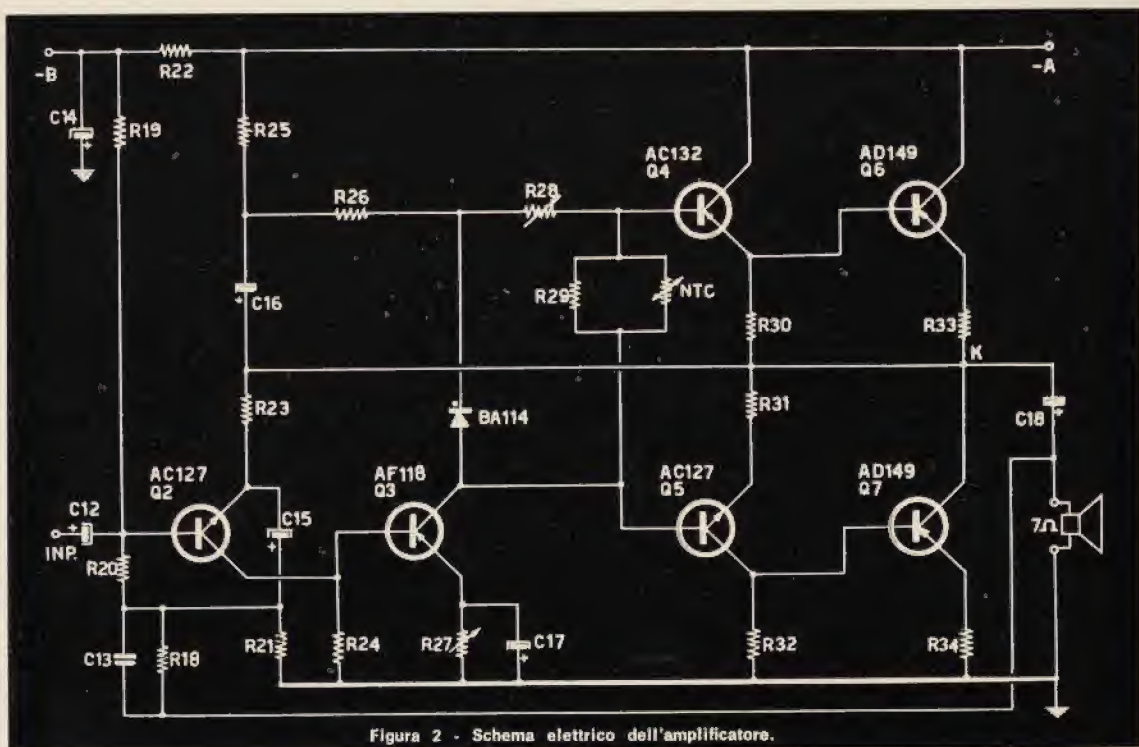 -B
R22
-A
C14
R19
R25
AC132
Q4
AD149
Q6
R26
R28
C16
R29
NTC
R30
R33
K
R23
BA114
R31
C18
AC127
Q2
AF118
Q3
AC127
Q5
AD149
Q7
C12
+
INP.
C15
7Ω
R20
C13
R18
R21
R24
R27
C17
R32
R34
Figura 2 - Schema elettrico dell'amplificatore.